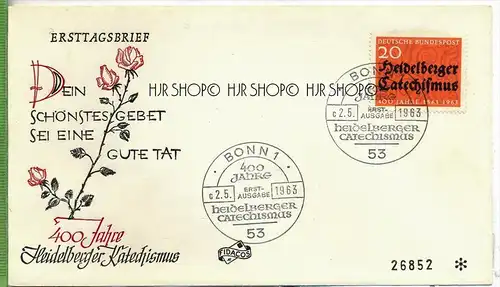 ERSTTAGSBRIEF
DEIN
SCHÖNSTES GEBET
SEI EINE
GUTE TAT
400 Jahre
Heidelberger Katechismus
HJR SHOP© HJR SHOP© HJR SHOP©
DEUTSCHE BUNDESPOST
20
Heidelberger
Catechismus
400 JAHRE 1563-1963
BONN 1
JAHRE
c 2.5. ERST-AUSGABE 1963
HEIDELBERGER
CATECHISMUS
53
BONN 1
400
JAHRE
c 2.5. ERST-AUSGABE 1963
HEIDELBERGER
CATECHISMUS
53
FIDACOS
26852 *